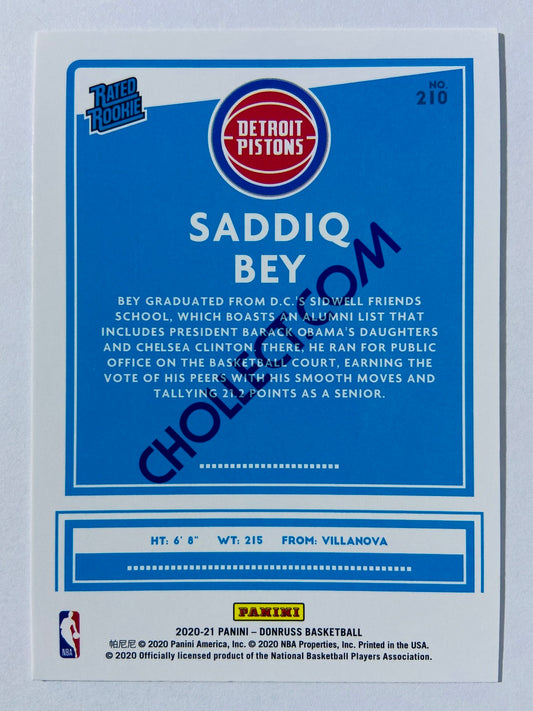 RATED
ROOKIE
NO.
210
DETROIT
PISTONS
SADDIQ
BEY
BEY GRADUATED FROM D.C.'S SIDWELL FRIENDS
SCHOOL, WHICH BOASTS AN ALUMNI LIST THAT
INCLUDES PRESIDENT BARACK OBAMA'S DAUGHTERS
AND CHELSEA CLINTON. THERE, HE RAN FOR PUBLIC
OFFICE ON THE BASKETBALL COURT, EARNING THE
VOTE OF HIS PEERS WITH HIS SMOOTH MOVES AND
TALLYING 21.2 POINTS AS A SENIOR.
CHOLLECT.COM
HT: 6' 8" WT: 215 FROM: VILLANOVA
PANINI
NBA
2020-21 PANINI – DONRUSS BASKETBALL
帕尼尼 © 2020 Panini America, Inc. © 2020 NBA Properties, Inc. Printed in the USA.
© 2020 Officially licensed product of the National Basketball Players Association.